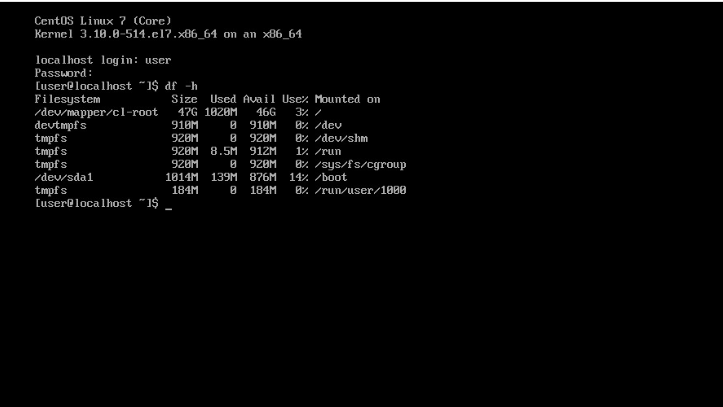 CentOS Linux 7 (Core)
Kernel 3.10.0-514.el7.x86_64 on an x86_64
localhost login: user
Password:
[user@localhost ~]$ df -h
Filesystem Size Used Avail Use% Mounted on
/dev/mapper/cl-root 47G 1020M 46G 3% /
devtmpfs 910M 0 910M 0% /dev
tmpfs 920M 0 920M 0% /dev/shm
tmpfs 920M 8.5M 912M 1% /run
tmpfs 920M 0 920M 0% /sys/fs/cgroup
/dev/sda1 1014M 139M 876M 14% /boot
tmpfs 184M 0 184M 0% /run/user/1000
[user@localhost ~]$ _